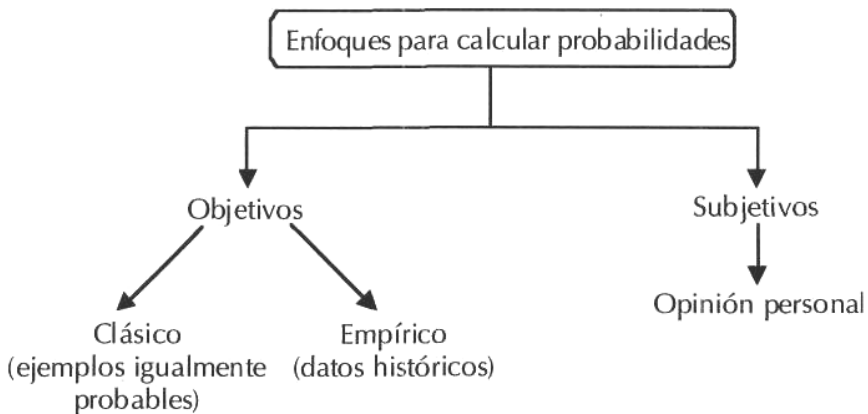 Enfoques para calcular probabilidades
Objetivos
Subjetivos
Clásico
(ejemplos igualmente
probables)
Empírico
(datos históricos)
Opinión personal